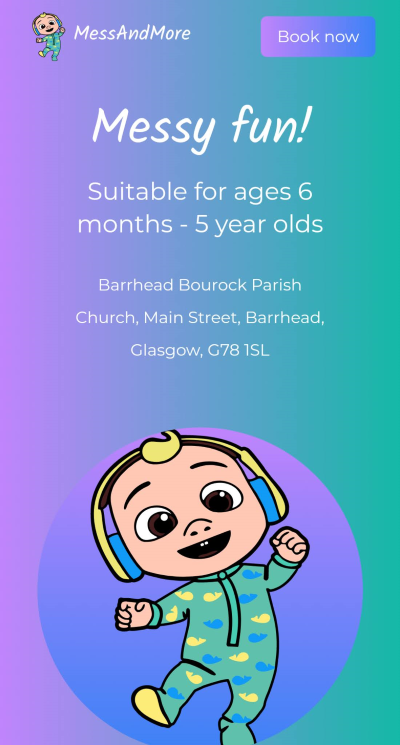 MessAndMore
Book now
Messy fun!
Suitable for ages 6
months - 5 year olds
Barrhead Bourock Parish
Church, Main Street, Barrhead,
Glasgow, G78 1SL